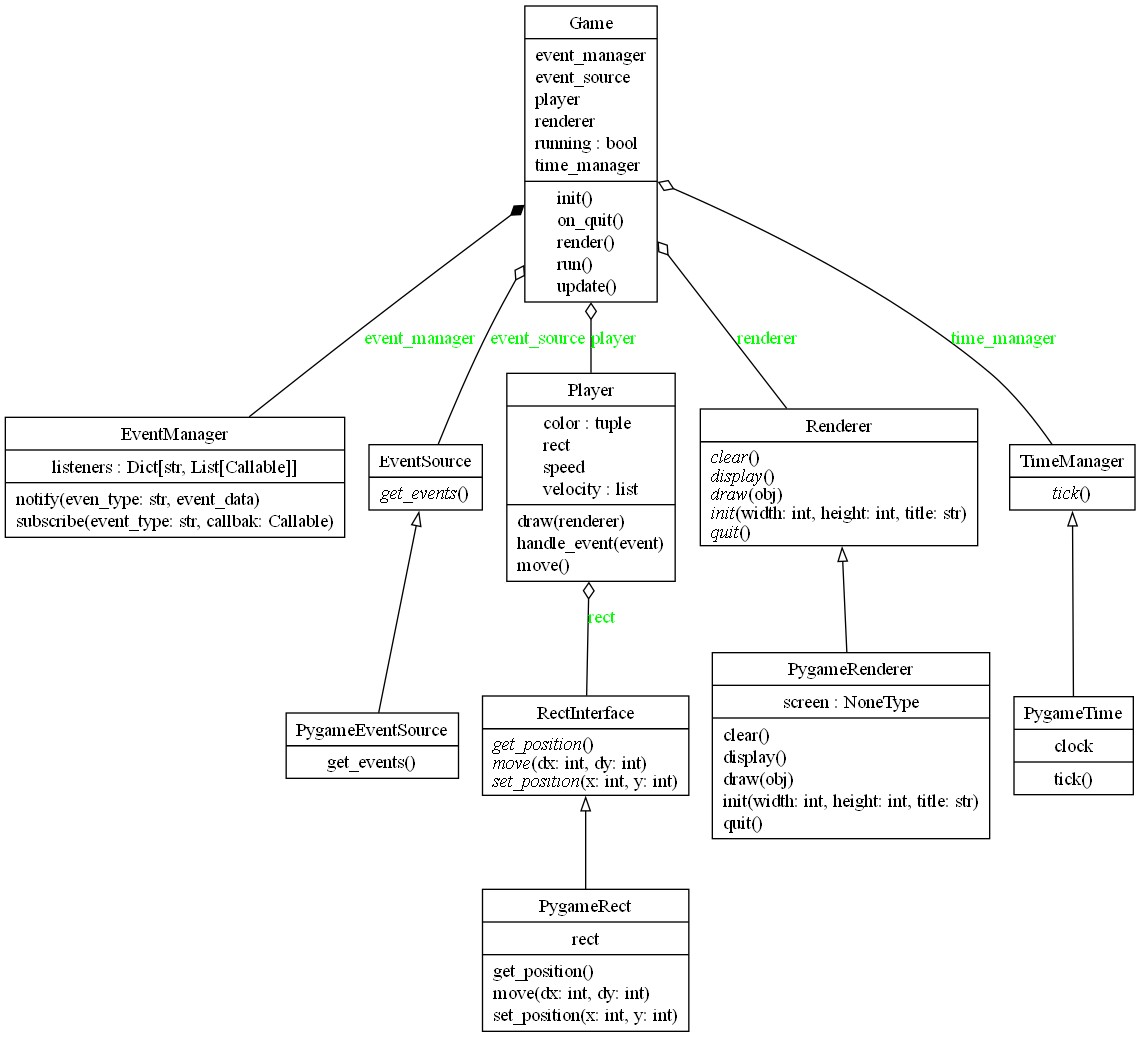 Game
event_manager
event_source
player
renderer
running : bool
time_manager
init()
on_quit()
render()
run()
update()
event_manager
event_source
player
renderer
time_manager
EventManager
listeners : Dict[str, List[Callable]]
notify(even_type: str, event_data)
subscribe(event_type: str, callbak: Callable)
EventSource
get_events()
Player
color : tuple
rect
speed
velocity : list
draw(renderer)
handle_event(event)
move()
Renderer
clear()
display()
draw(obj)
init(width: int, height: int, title: str)
quit()
TimeManager
tick()
rect
PygameEventSource
get_events()
RectInterface
get_position()
move(dx: int, dy: int)
set_position(x: int, y: int)
PygameRenderer
screen : NoneType
clear()
display()
draw(obj)
init(width: int, height: int, title: str)
quit()
PygameTime
clock
tick()
PygameRect
rect
get_position()
move(dx: int, dy: int)
set_position(x: int, y: int)